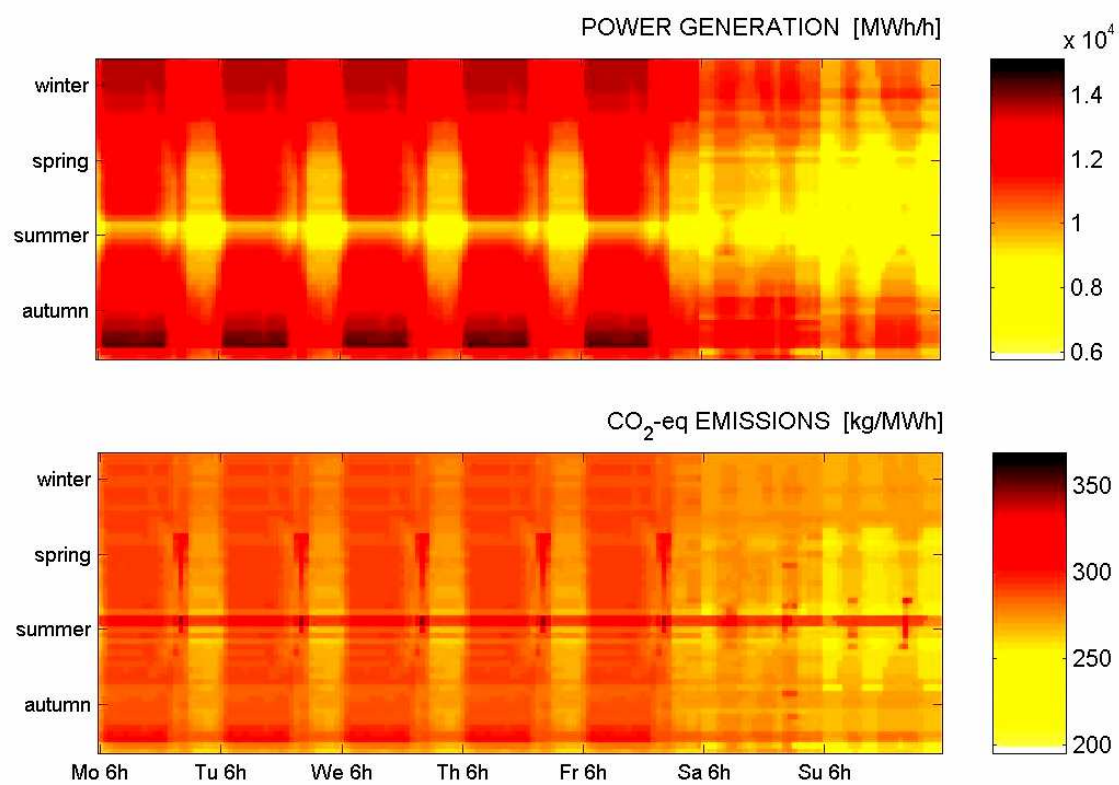 POWER GENERATION [MWh/h]
x 10⁴
winter
spring
summer
autumn
1.4
1.2
1
0.8
0.6
CO₂-eq EMISSIONS [kg/MWh]
winter
spring
summer
autumn
350
300
250
200
Mo 6h Tu 6h We 6h Th 6h Fr 6h Sa 6h Su 6h